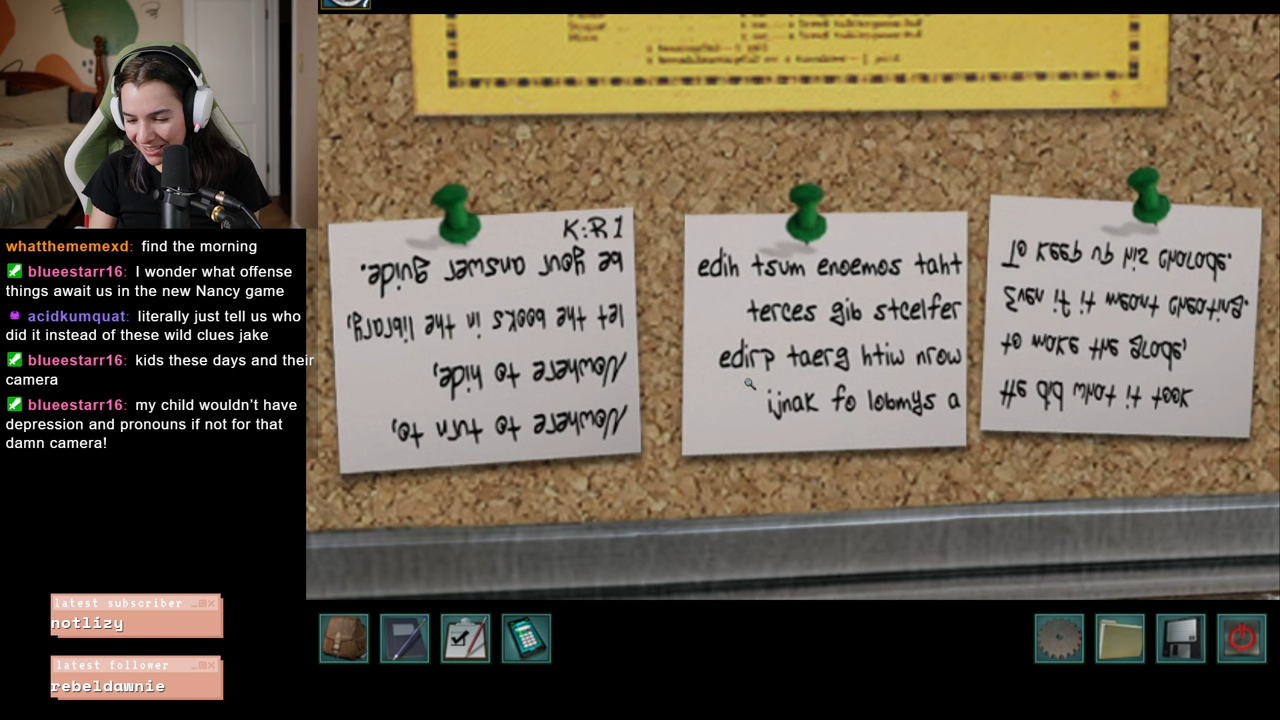 whatthememexd: find the morning
blueestarr16: I wonder what offense
things await us in the new Nancy game
acidkumquat: literally just tell us who
did it instead of these wild clues jake
blueestarr16: kids these days and their
camera
blueestarr16: my child wouldn't have
depression and pronouns if not for that
damn camera!
latest subscriber
notlizy
latest follower
rebeldawnie
K:R1
Nowhere to turn to,
Nowhere to hide,
let the books in the library,
be your answer guide.
edih tsum enoemos taht
terces gib stcelfer
edirp taerg htiw nrow
ijnak fo lobmys a
He did what it took
to make the grade,
Even if it meant cheating.
To keep up his charade.